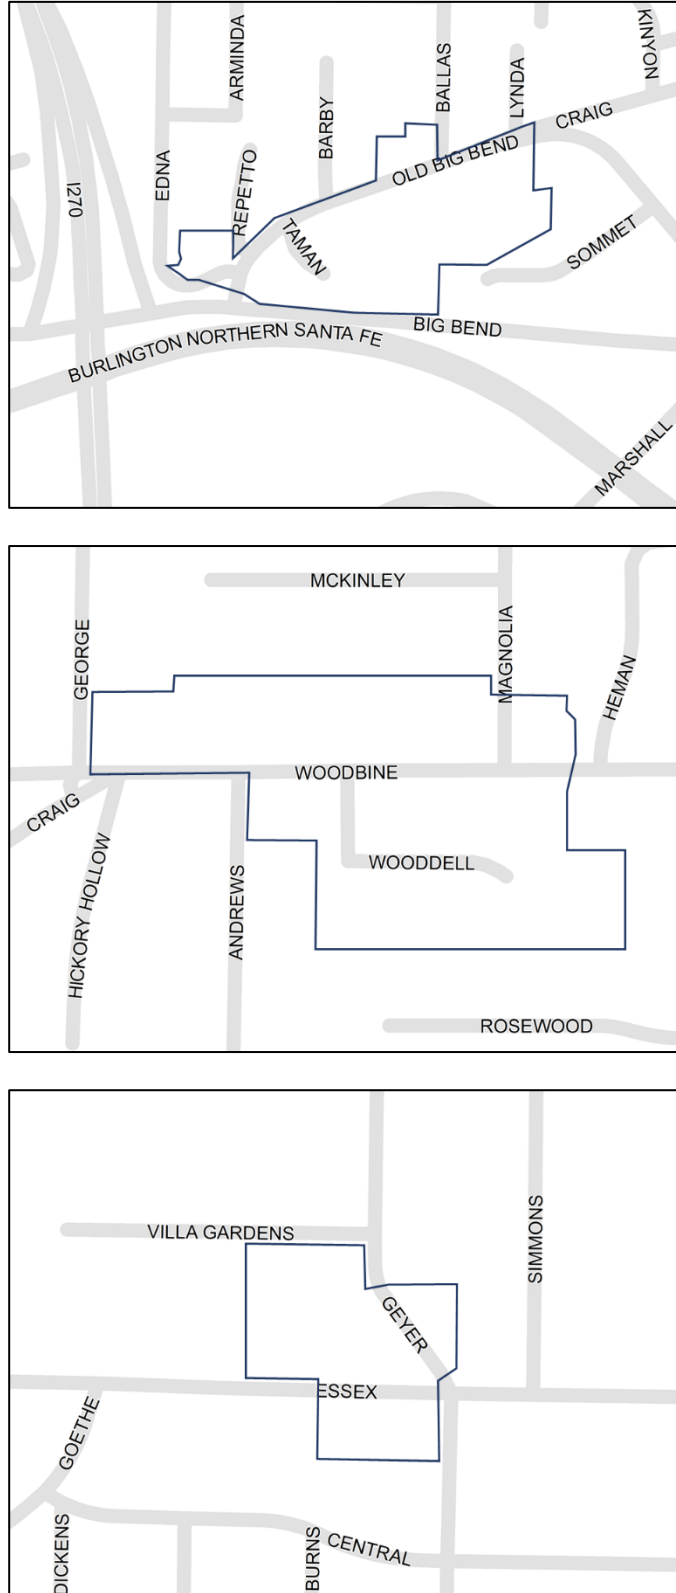 KINYON
ARMINDA
BALLAS
LYNDA
BARBY
CRAIG
EDNA
REPETTO
OLD BIG BEND
I270
TAMAN
SOMMET
BIG BEND
BURLINGTON NORTHERN SANTA FE
MARSHALL
MCKINLEY
GEORGE
MAGNOLIA
HEMAN
WOODBINE
CRAIG
HICKORY HOLLOW
ANDREWS
WOODDELL
ROSEWOOD
VILLA GARDENS
SIMMONS
GEYER
ESSEX
GOETHE
DICKENS
BURNS
CENTRAL